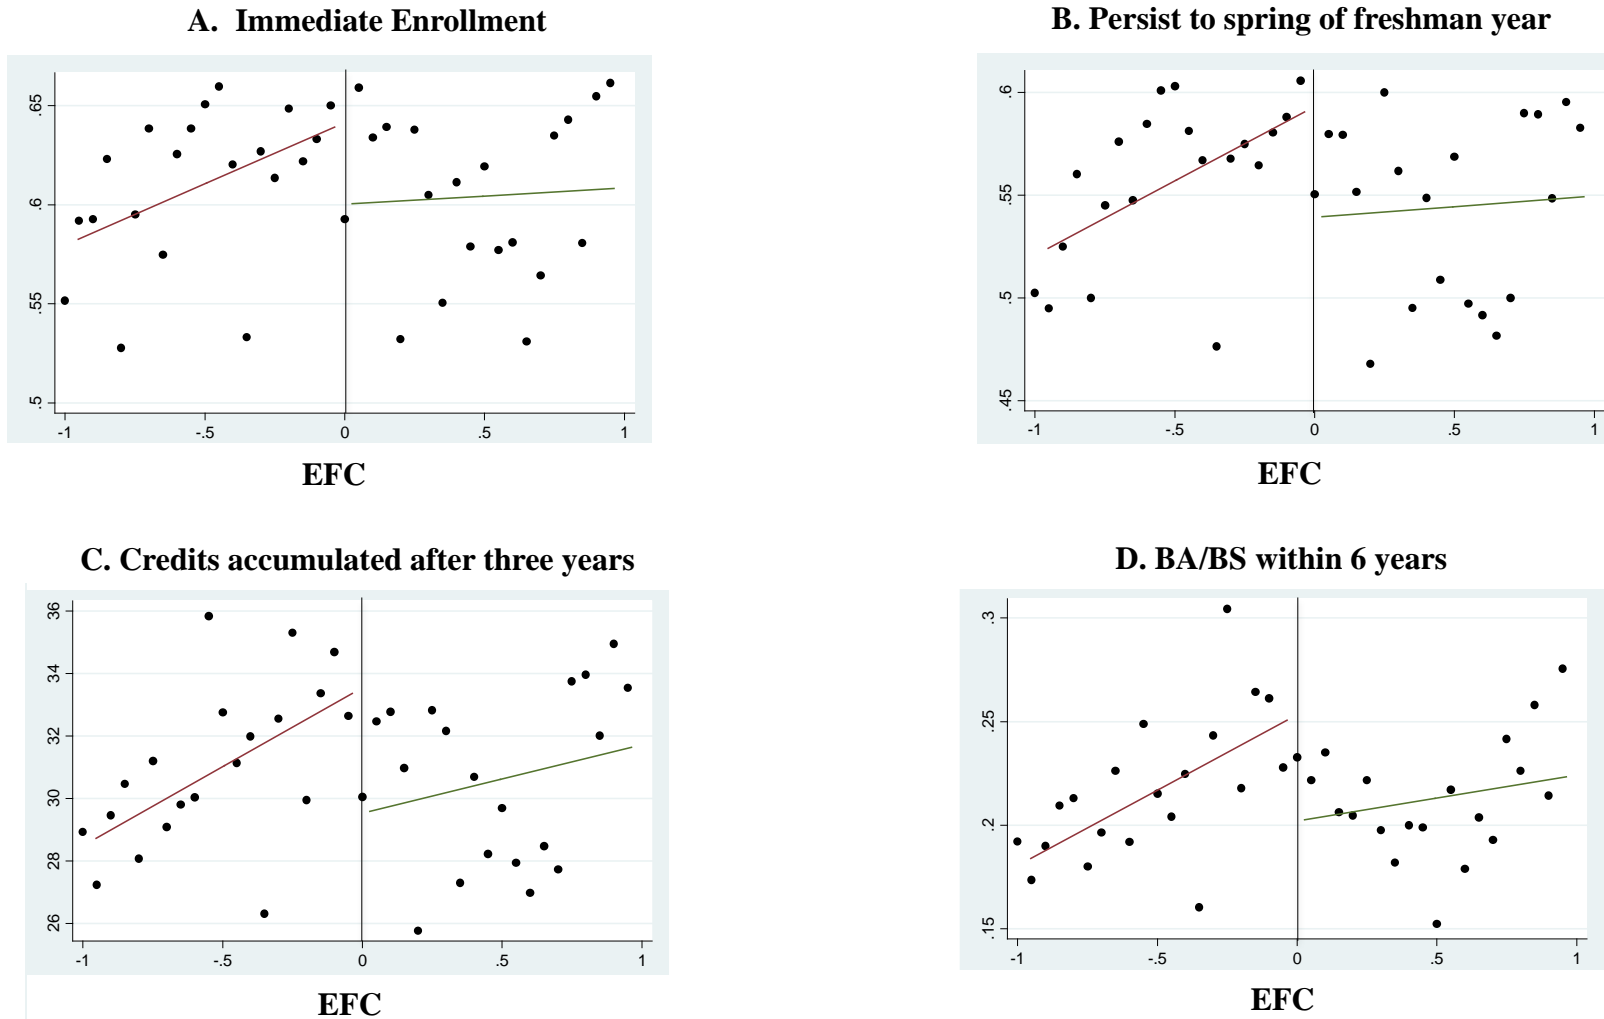 A.  Immediate Enrollment
B. Persist to spring of freshman year
.65
.6
.55
.5
-1 -.5 0 .5 1
EFC
.6
.55
.5
.45
-1 -.5 0 .5 1
EFC
C. Credits accumulated after three years
D. BA/BS within 6 years
36
34
32
30
28
26
-1 -.5 0 .5 1
EFC
.3
.25
.2
.15
-1 -.5 0 .5 1
EFC